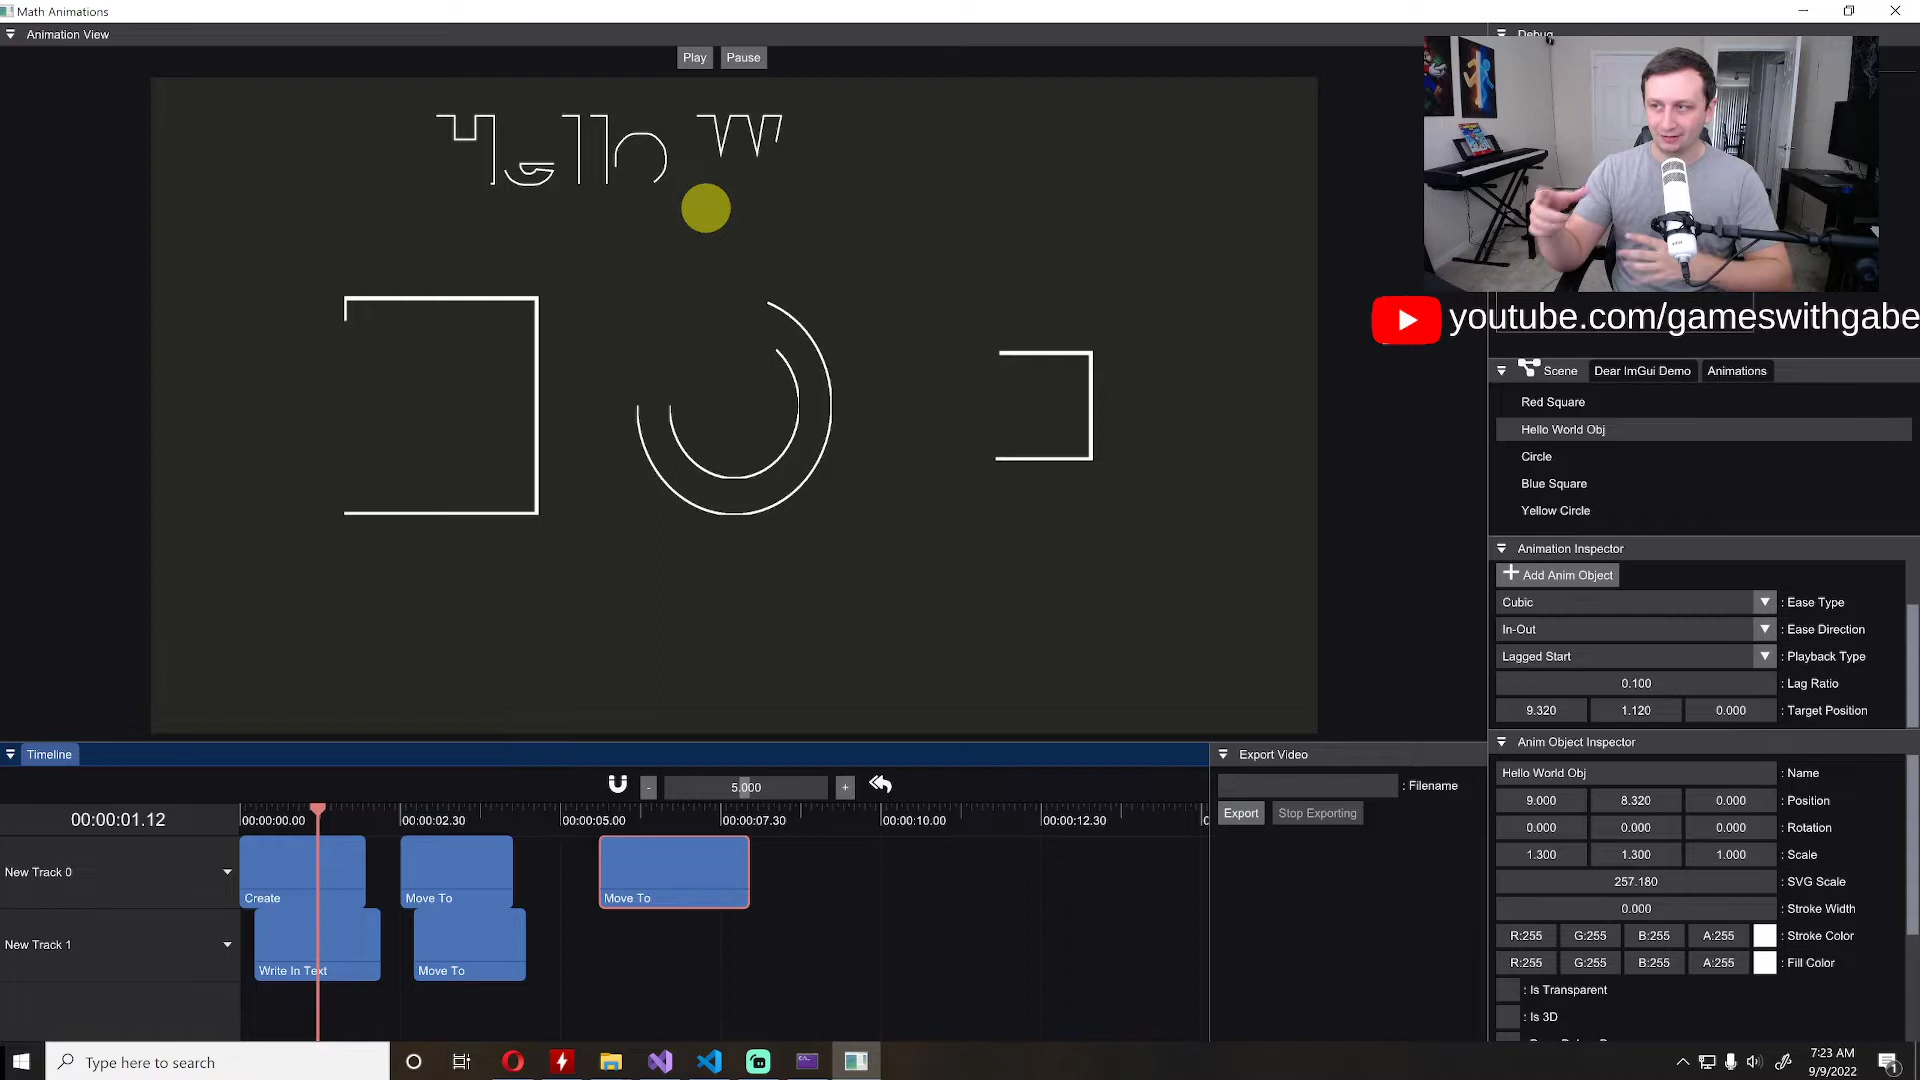 Math Animations
Animation View
Debug
Play
Pause
Hello W
youtube.com/gameswithgabe
Scene
Dear ImGui Demo
Animations
Red Square
Hello World Obj
Circle
Blue Square
Yellow Circle
Animation Inspector
Add Anim Object
Cubic : Ease Type
In-Out : Ease Direction
Lagged Start : Playback Type
0.100 : Lag Ratio
9.320 1.120 0.000 : Target Position
Anim Object Inspector
Hello World Obj Name
9.000 8.320 0.000 : Position
0.000 0.000 0.000 : Rotation
1.300 1.300 1.000 : Scale
257.180 : SVG Scale
0.000 : Stroke Width
R:255 G:255 B:255 A:255 : Stroke Color
R:255 G:255 B:255 A:255 : Fill Color
: Is Transparent
: Is 3D
Timeline
- 5.000 +
00:00:01.12
00:00:00.00 00:00:02.30 00:00:05.00 00:00:07.30 00:00:10.00 00:00:12.30
New Track 0
Create
Move To
Move To
New Track 1
Write In Text
Move To
Export Video
: Filename
Export
Stop Exporting
Type here to search
7:23 AM
9/9/2022
1